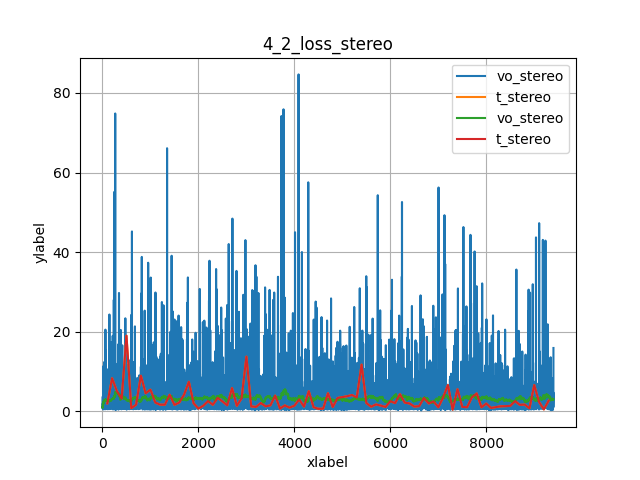 4_2_loss_stereo
vo_stereo
t_stereo
vo_stereo
t_stereo
ylabel
80
60
40
20
0
0 2000 4000 6000 8000
xlabel